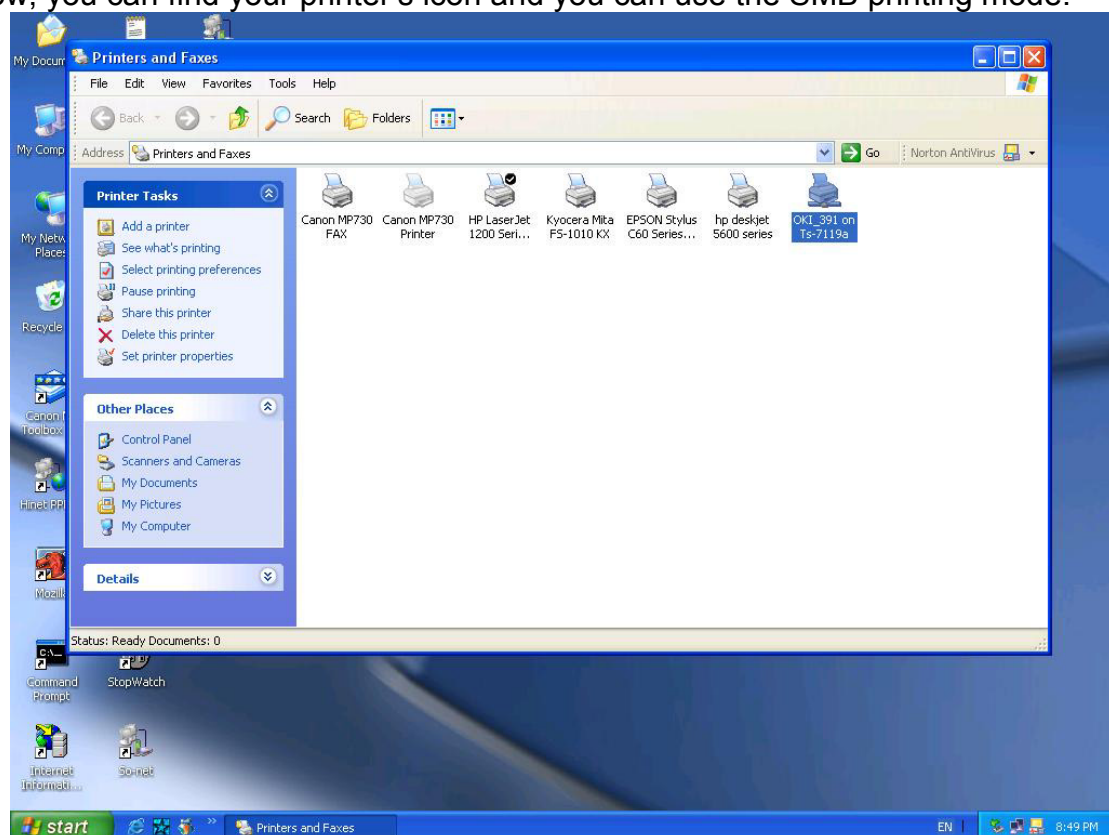 you can find your printer's icon and you can use the SMB printing mode.
My Docum
Printers and Faxes
File Edit View Favorites Tools Help
Back Search Folders
My Comp
Address Printers and Faxes Go Norton AntiVirus
Printer Tasks
Add a printer
See what's printing
Select printing preferences
Pause printing
Share this printer
Delete this printer
Set printer properties
Canon MP730 FAX
Canon MP730 Printer
HP LaserJet 1200 Seri...
Kyocera Mita FS-1010 KX
EPSON Stylus C60 Series...
hp deskjet 5600 series
OKI_391 on Ts-7119a
My Netw
Places
Recycle
Other Places
Control Panel
Scanners and Cameras
My Documents
My Pictures
My Computer
Canon
Toolbox
Hinet PP
Details
Mozill
Status: Ready Documents: 0
C:\_
Command
Prompt
StopWatch
Internet
Informati...
So-net
start
Printers and Faxes
EN
8:49 PM